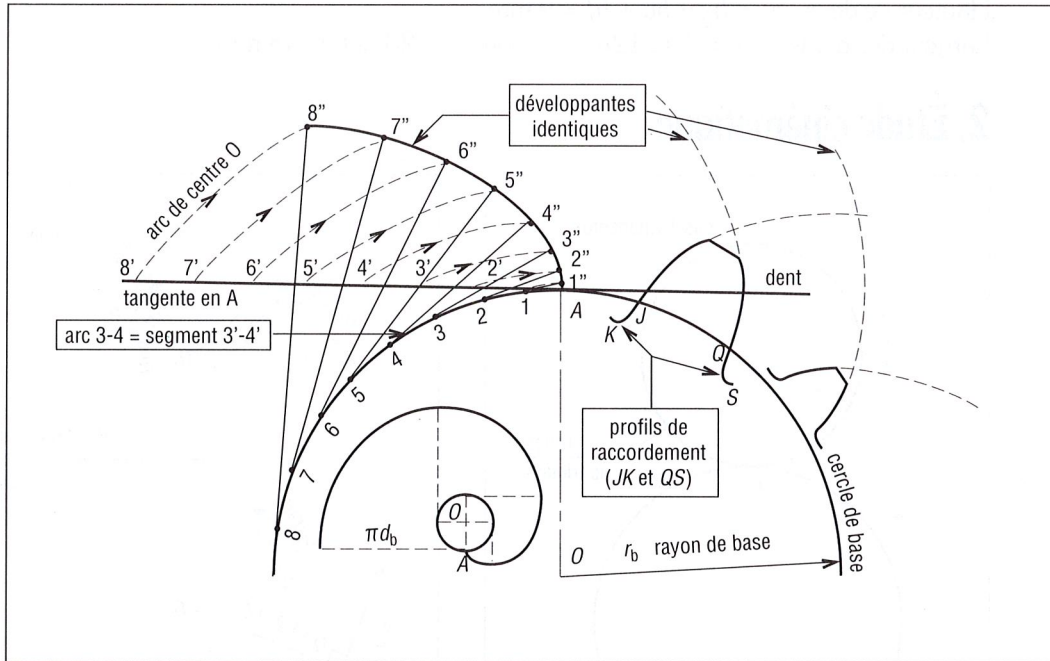 développantes
identiques
8"
7"
6"
5"
4"
3"
2"
1"
arc de centre O
8'
7'
6'
5'
4'
3'
2'
tangente en A
dent
1
A
2
3
4
5
6
7
8
arc 3-4 = segment 3'-4'
K
J
Q
S
profils de
raccordement
(JK et QS)
cercle de base
O
πd_b
A
O
r_b rayon de base